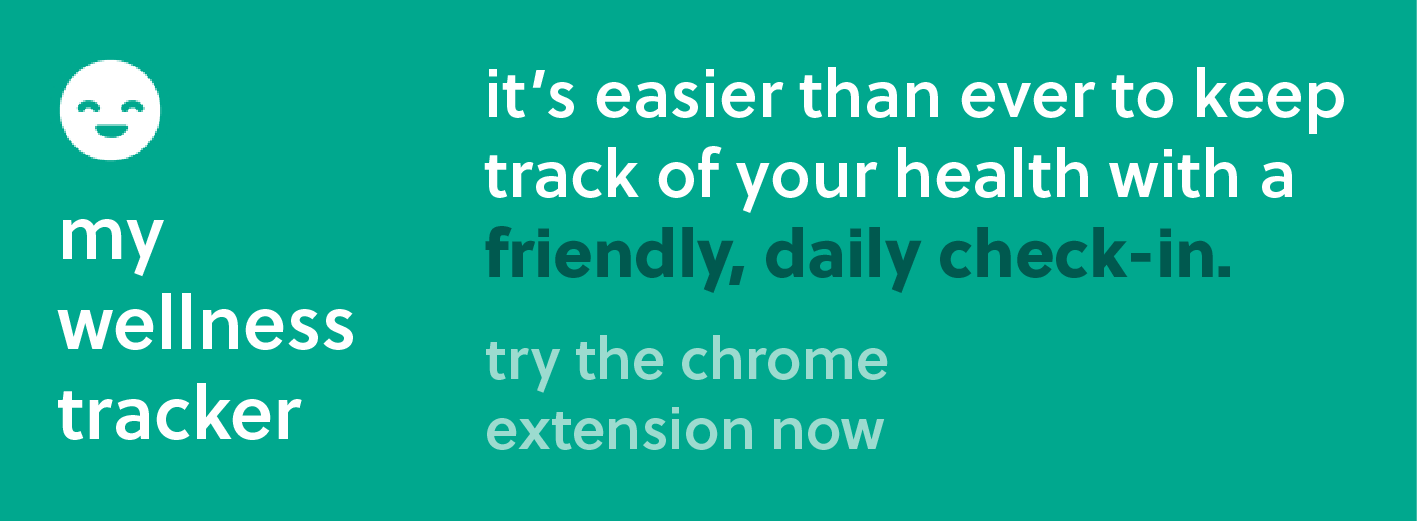 my
wellness
tracker
it’s easier than ever to keep
track of your health with a
friendly, daily check-in.
try the chrome
extension now